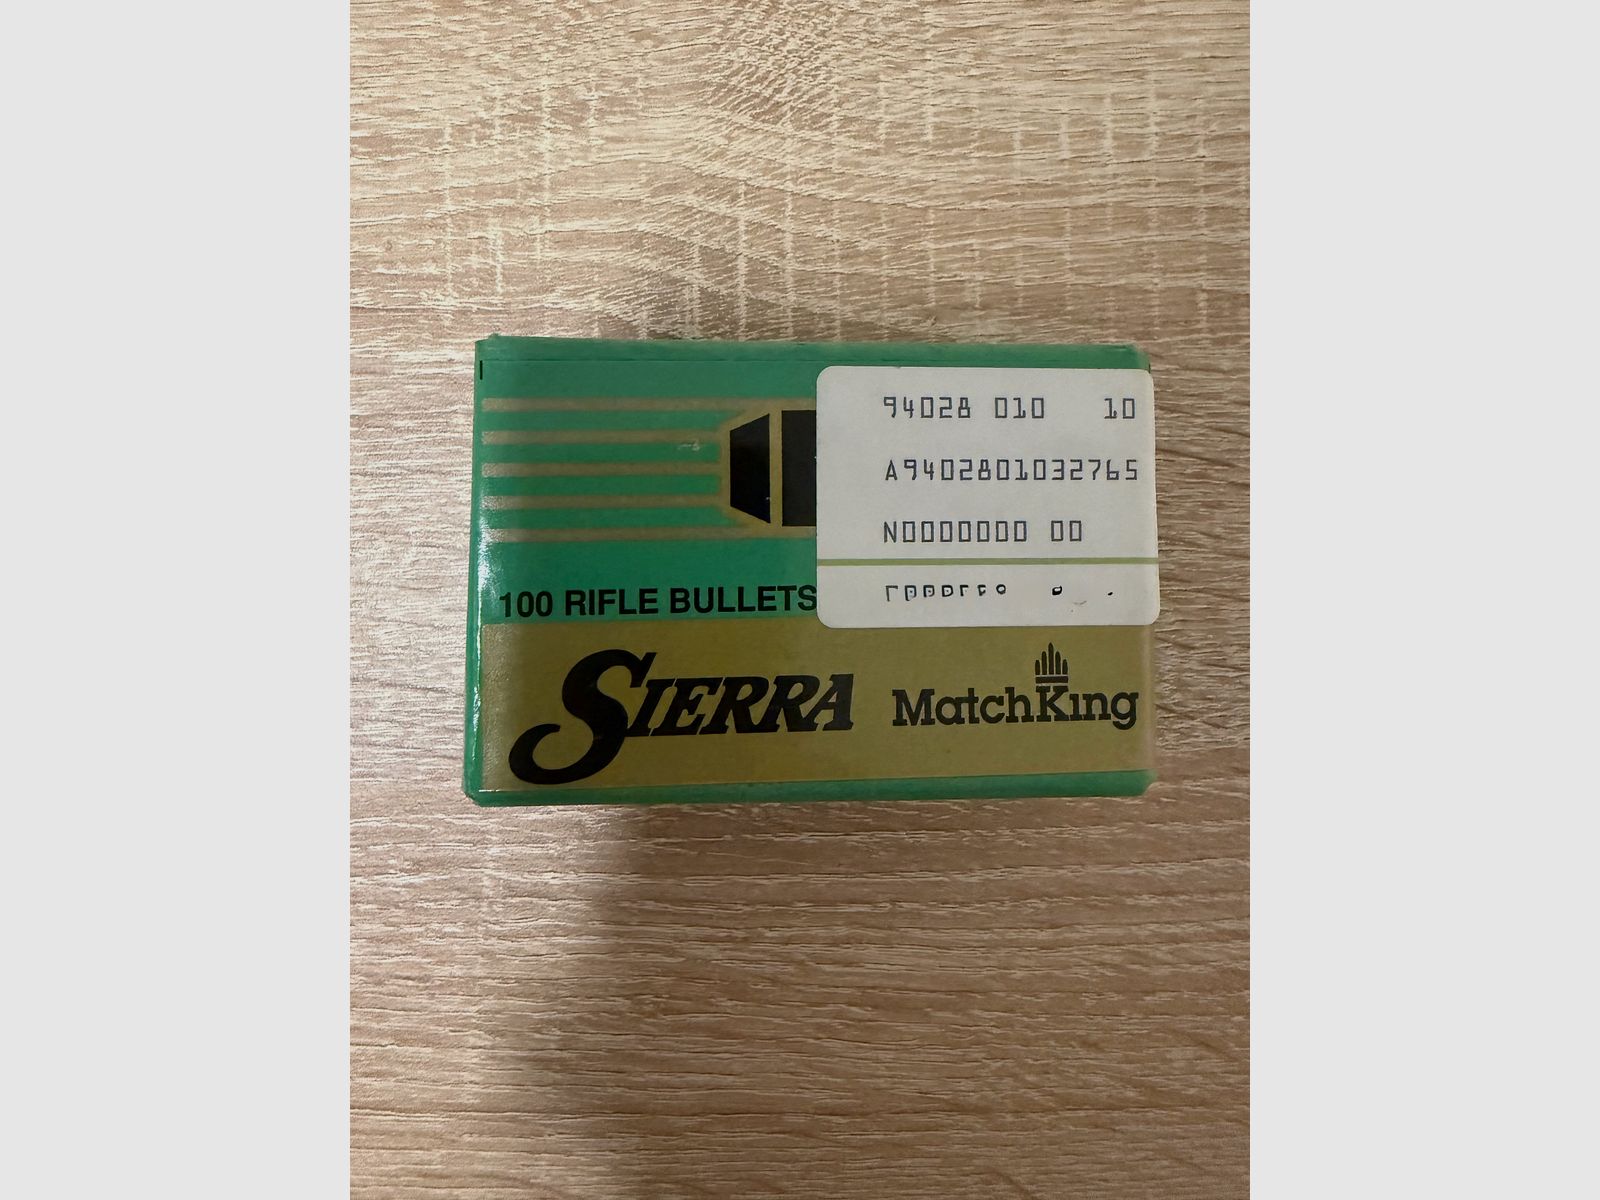 94028 010 10
A9402801032765
N0000000 00
100 RIFLE BULLETS
SIERRA MatchKing